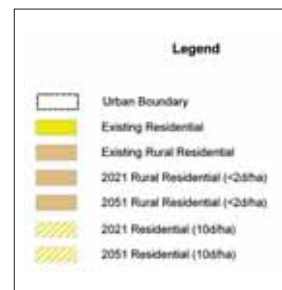 Legend
Urban Boundary
Existing Residential
Existing Rural Residential
2021 Rural Residential (<2d/ha)
2051 Rural Residential (<2d/ha)
2021 Residential (10d/ha)
2051 Residential (10d/ha)